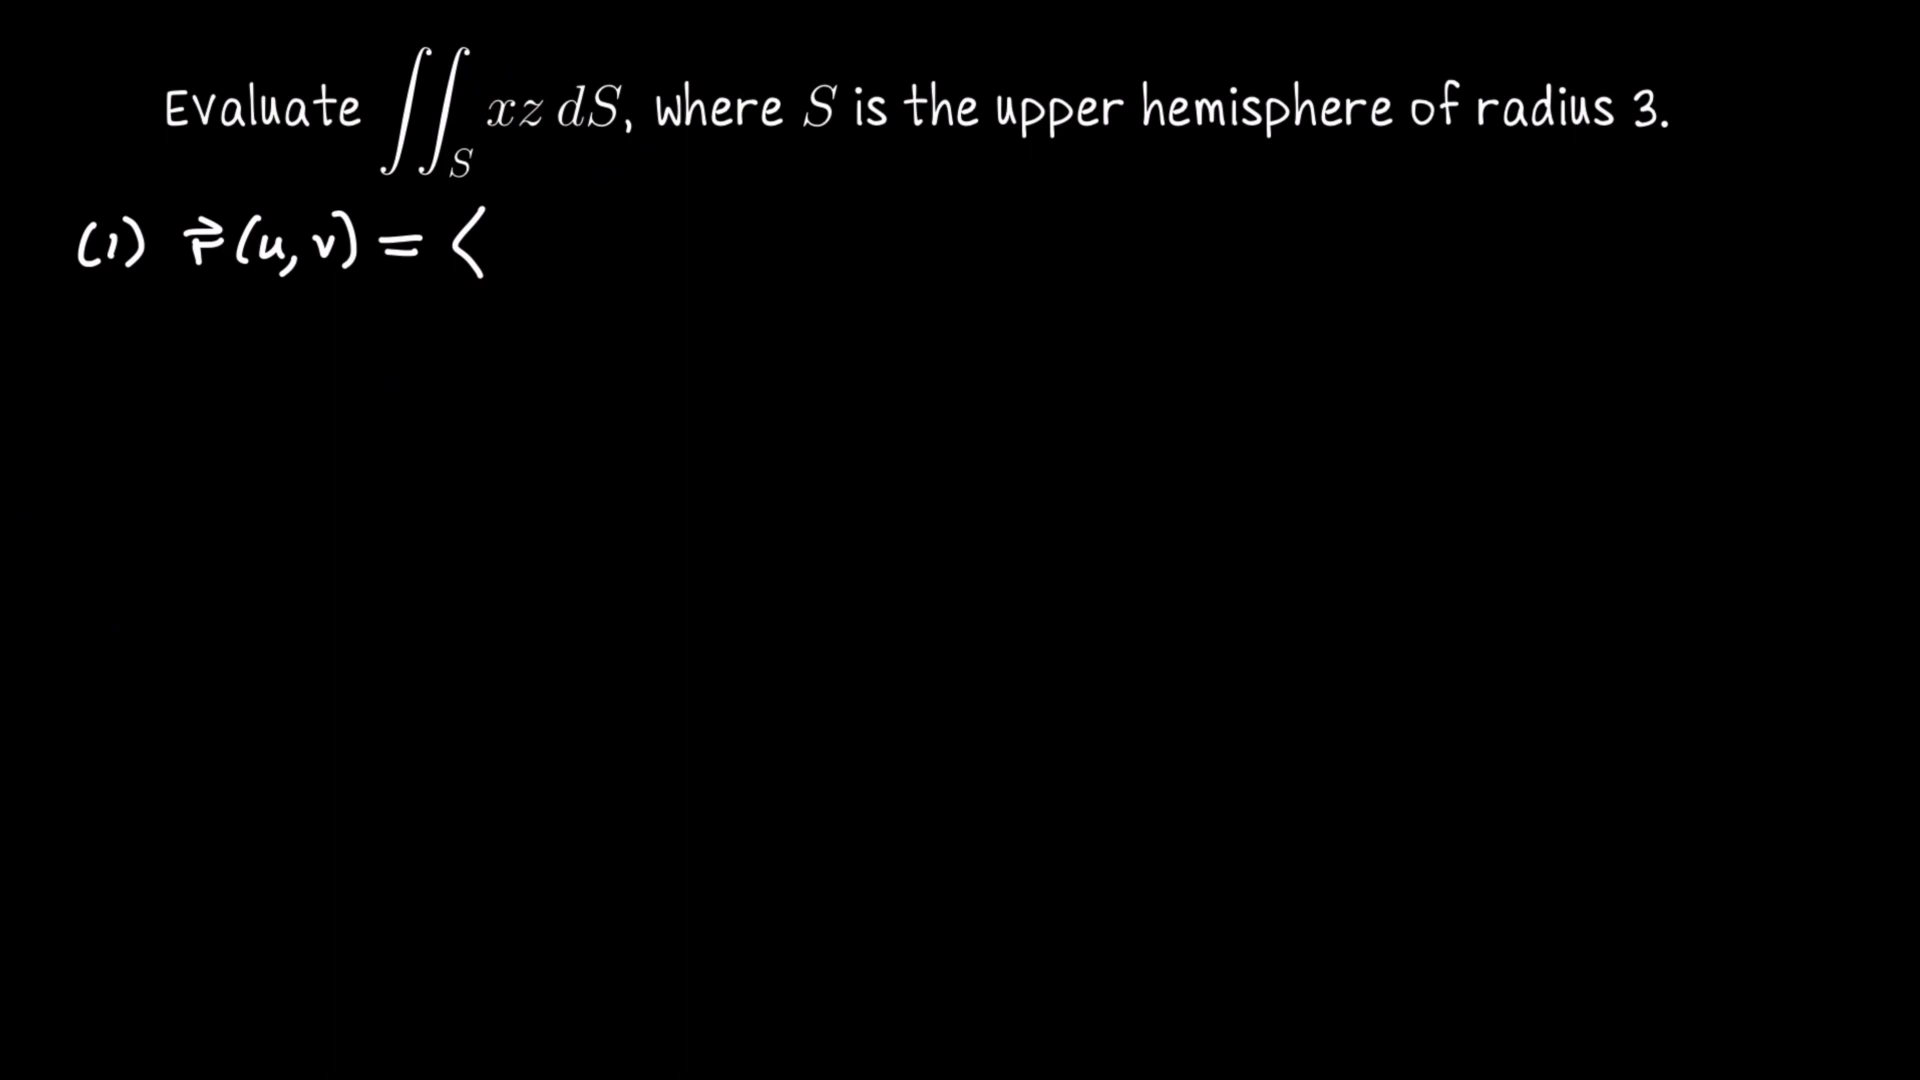 Evaluate ∬_S xz dS, where S is the upper hemisphere of radius 3.
(1) r⃗(u,v) = ⟨